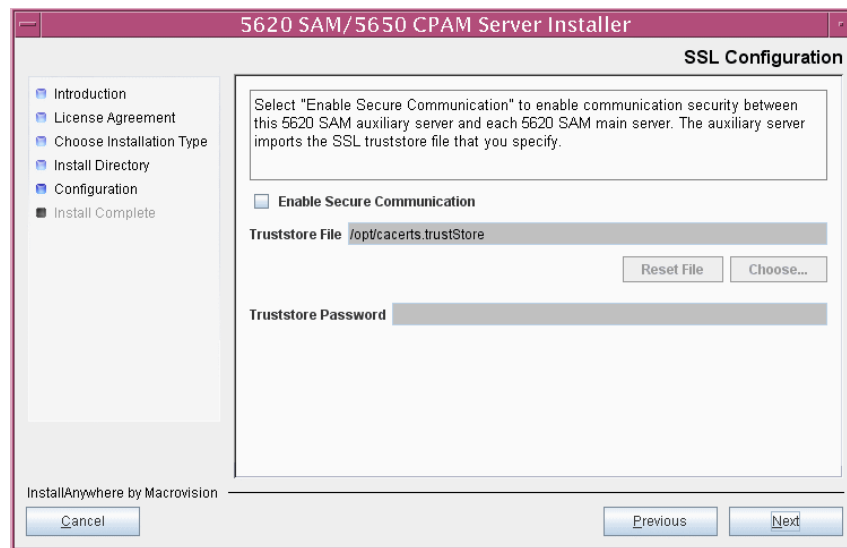 5620 SAM/5650 CPAM Server Installer
SSL Configuration
Introduction
License Agreement
Choose Installation Type
Install Directory
Configuration
Install Complete
Select "Enable Secure Communication" to enable communication security between
this 5620 SAM auxiliary server and each 5620 SAM main server. The auxiliary server
imports the SSL truststore file that you specify.
Enable Secure Communication
Truststore File /opt/cacerts.trustStore
Reset File Choose...
Truststore Password
InstallAnywhere by Macrovision
Cancel Previous Next